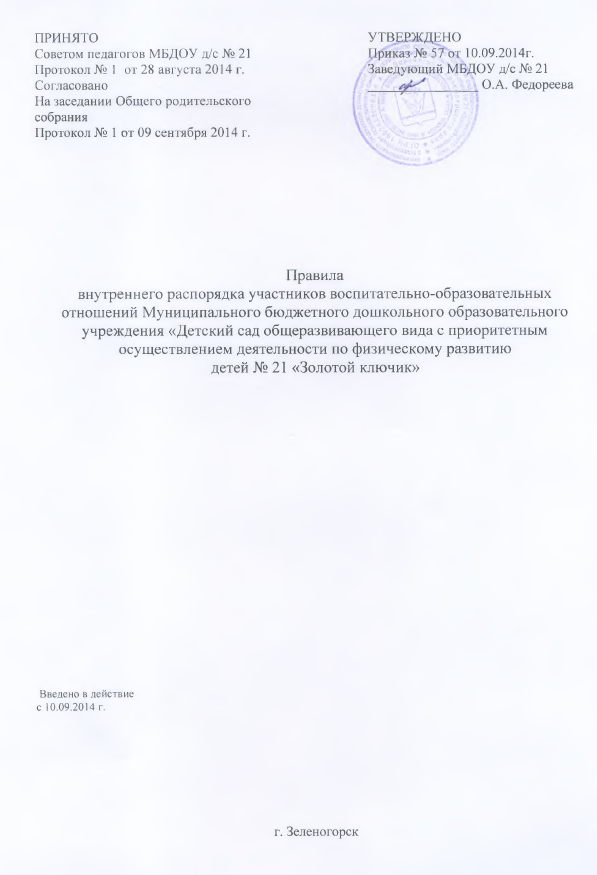 ПРИНЯТО
Советом педагогов МБДОУ д/с № 21
Протокол № 1 от 28 августа 2014 г.
Согласовано
На заседании Общего родительского
собрания
Протокол № 1 от 09 сентября 2014 г.
УТВЕРЖДЕНО
Приказ № 57 от 10.09.2014г.
Заведующий МБДОУ д/с № 21
________________ О.А. Федореева
Правила
внутреннего распорядка участников воспитательно-образовательных
отношений Муниципального бюджетного дошкольного образовательного
учреждения «Детский сад общеразвивающего вида с приоритетным
осуществлением деятельности по физическому развитию
детей № 21 «Золотой ключик»
Введено в действие
с 10.09.2014 г.
г. Зеленогорск